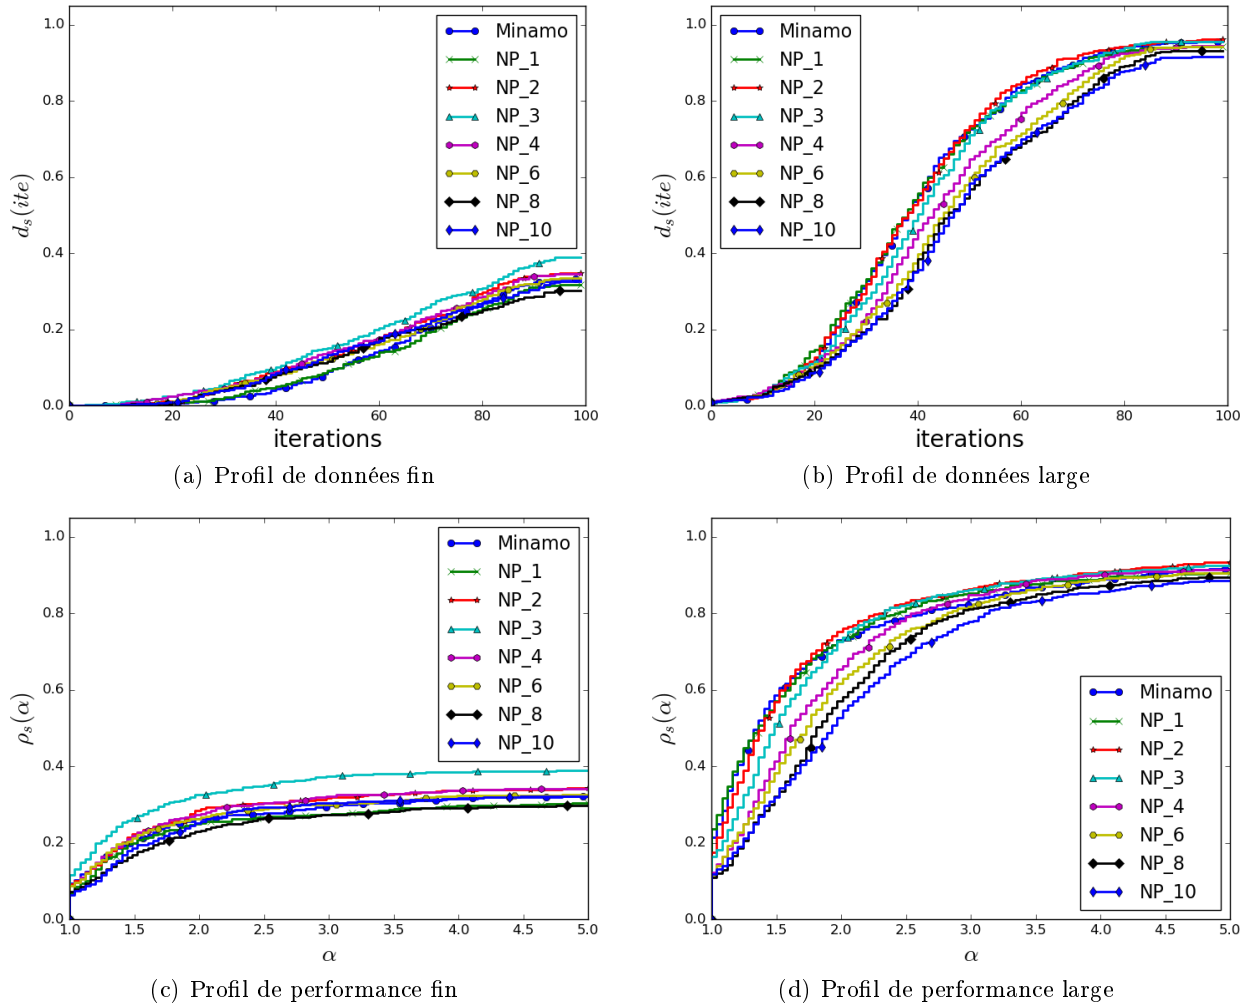 1.0
0.8
0.6
0.4
0.2
0.0
d_s(ite)
Minamo
NP_1
NP_2
NP_3
NP_4
NP_6
NP_8
NP_10
0 20 40 60 80 100
iterations
(a) Profil de données fin
1.0
0.8
0.6
0.4
0.2
0.0
d_s(ite)
Minamo
NP_1
NP_2
NP_3
NP_4
NP_6
NP_8
NP_10
0 20 40 60 80 100
iterations
(b) Profil de données large
1.0
0.8
0.6
0.4
0.2
0.0
ρ_s(α)
Minamo
NP_1
NP_2
NP_3
NP_4
NP_6
NP_8
NP_10
1.0 1.5 2.0 2.5 3.0 3.5 4.0 4.5 5.0
α
(c) Profil de performance fin
1.0
0.8
0.6
0.4
0.2
0.0
ρ_s(α)
Minamo
NP_1
NP_2
NP_3
NP_4
NP_6
NP_8
NP_10
1.0 1.5 2.0 2.5 3.0 3.5 4.0 4.5 5.0
α
(d) Profil de performance large